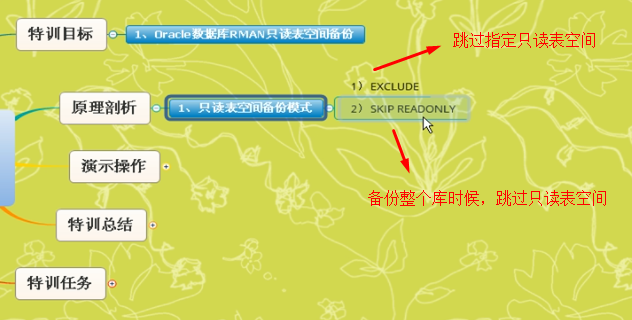 特训目标
1、Oracle数据库RMAN只读表空间备份
跳过指定只读表空间
原理剖析
1、只读表空间备份模式
1）EXCLUDE
2）SKIP READONLY
演示操作
备份整个库时候，跳过只读表空间
特训总结
特训任务